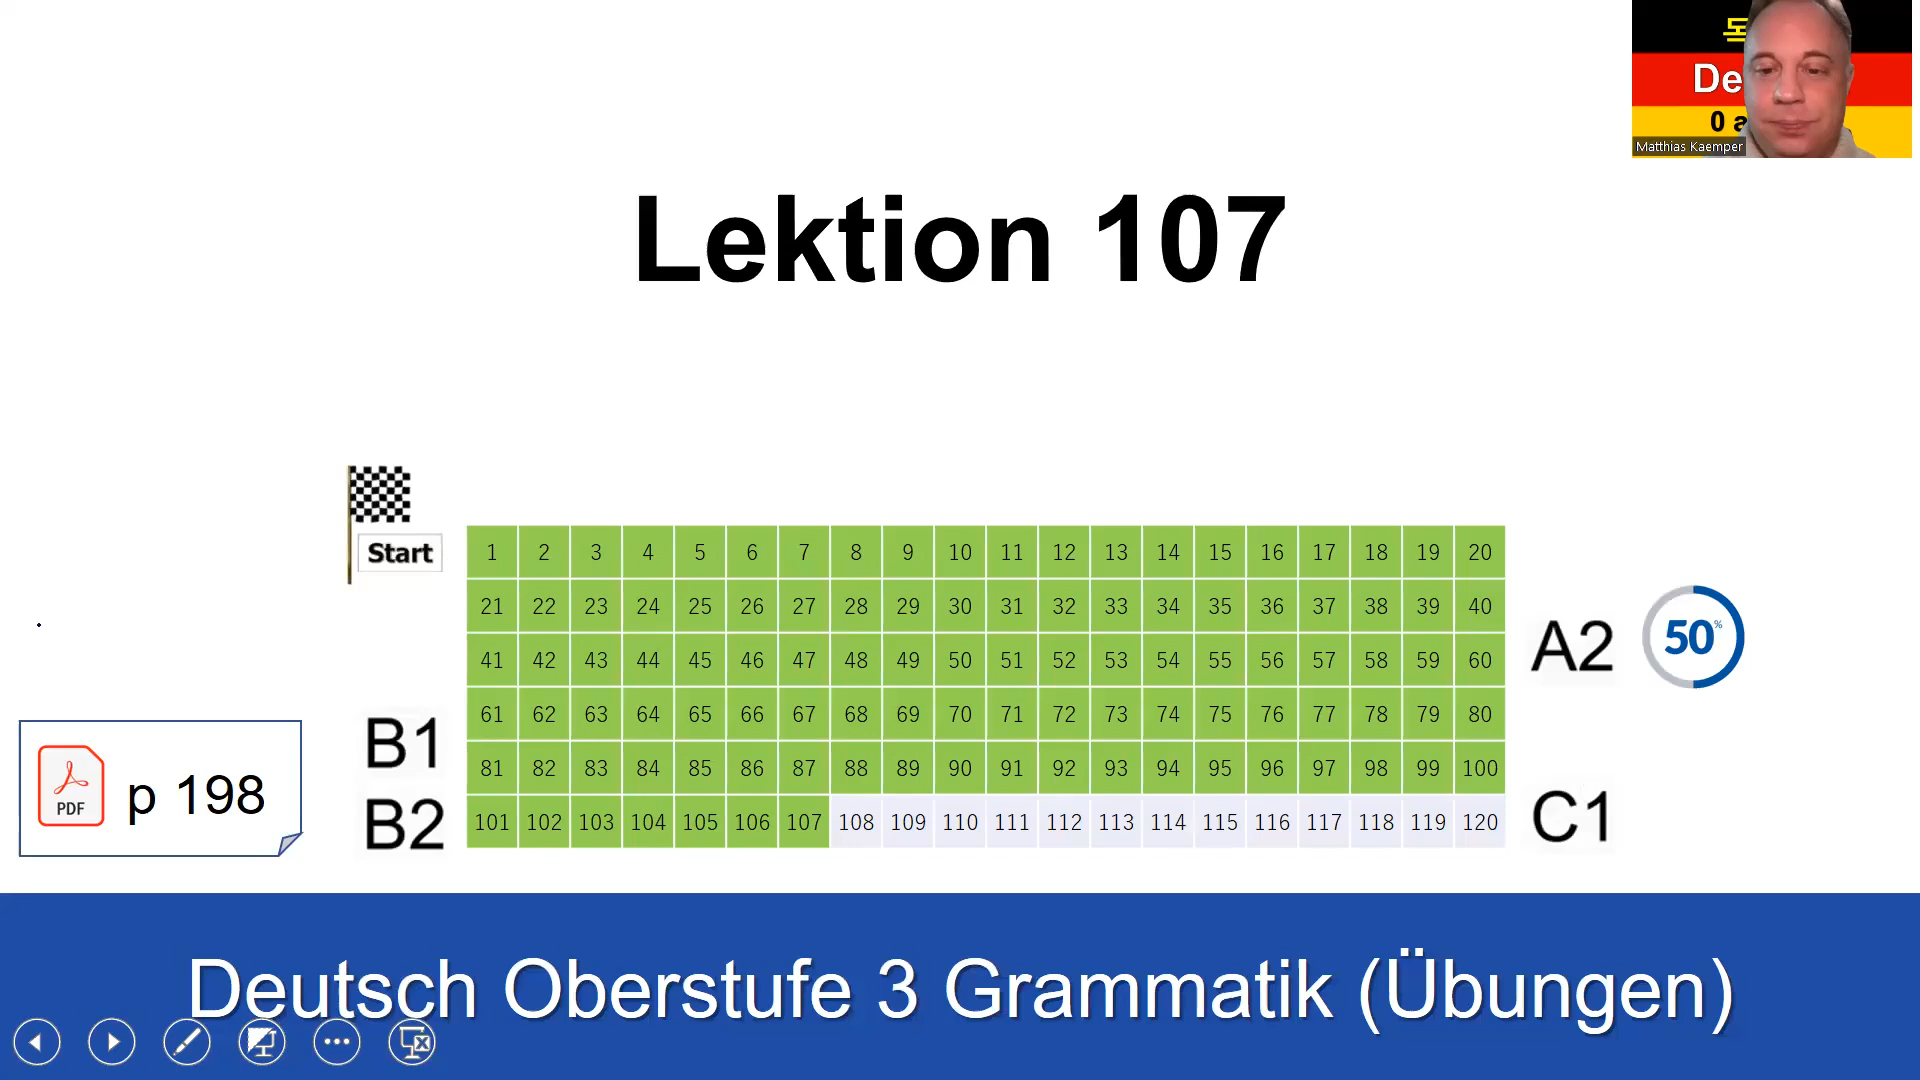 독
De
0 a
Matthias Kaemper
Lektion 107
Start
1 2 3 4 5 6 7 8 9 10 11 12 13 14 15 16 17 18 19 20
21 22 23 24 25 26 27 28 29 30 31 32 33 34 35 36 37 38 39 40
41 42 43 44 45 46 47 48 49 50 51 52 53 54 55 56 57 58 59 60
A2
50%
61 62 63 64 65 66 67 68 69 70 71 72 73 74 75 76 77 78 79 80
B1
81 82 83 84 85 86 87 88 89 90 91 92 93 94 95 96 97 98 99 100
PDF
p 198
B2
101 102 103 104 105 106 107 108 109 110 111 112 113 114 115 116 117 118 119 120
C1
Deutsch Oberstufe 3 Grammatik (Übungen)